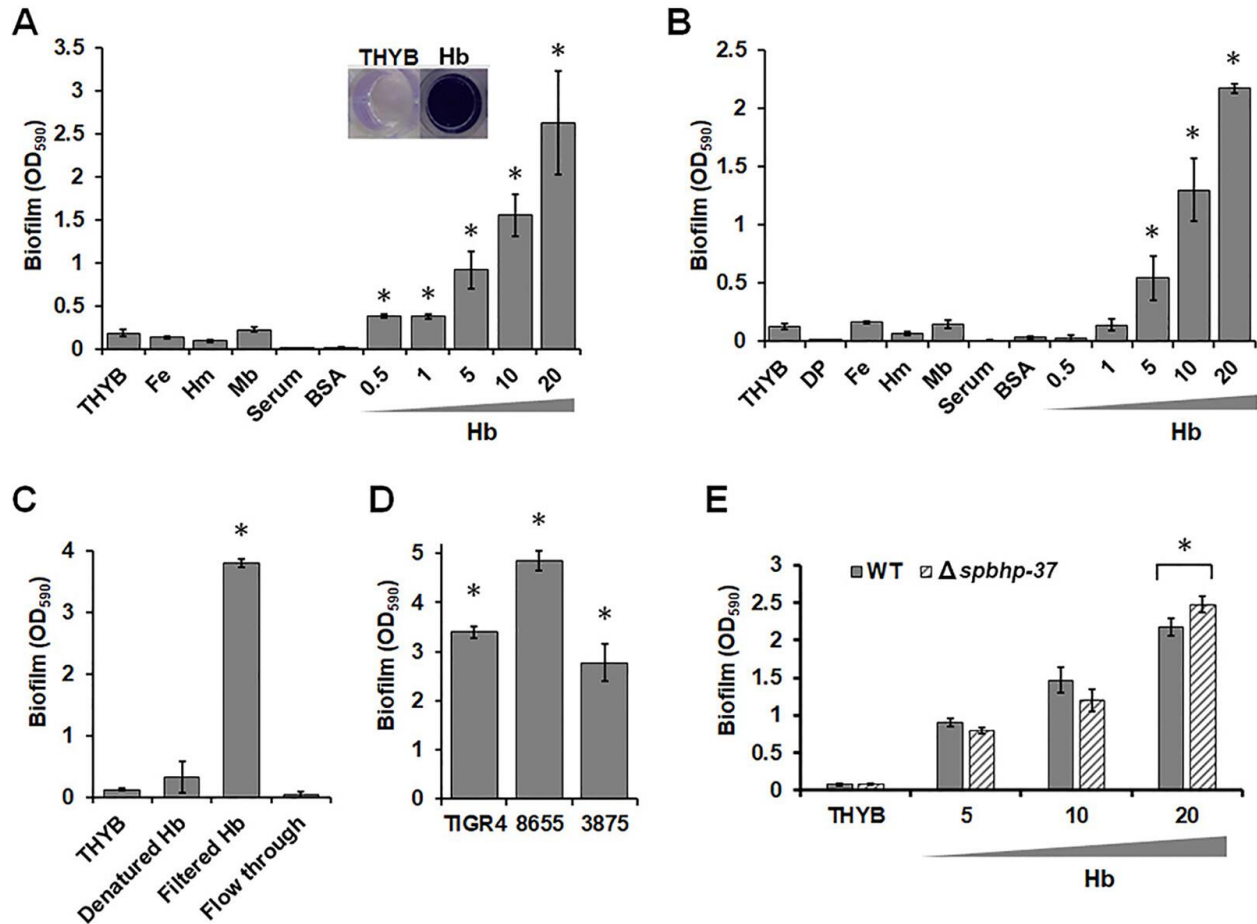 A
Biofilm (OD590)
3.5
3
2.5
2
1.5
1
0.5
0
THYB Hb
* * * * *
THYB Fe Hm Mb Serum BSA 0.5 1 5 10 20
Hb
B
Biofilm (OD590)
2.5
2
1.5
1
0.5
0
* * *
THYB DP Fe Hm Mb Serum BSA 0.5 1 5 10 20
Hb
C
Biofilm (OD590)
4
3
2
1
0
*
THYB Denatured Hb Filtered Hb Flow through
D
Biofilm (OD590)
5
4
3
2
1
0
* * *
TIGR4 8655 3875
E
Biofilm (OD590)
3
2.5
2
1.5
1
0.5
0
WT Δ spbhp-37
*
THYB 5 10 20
Hb